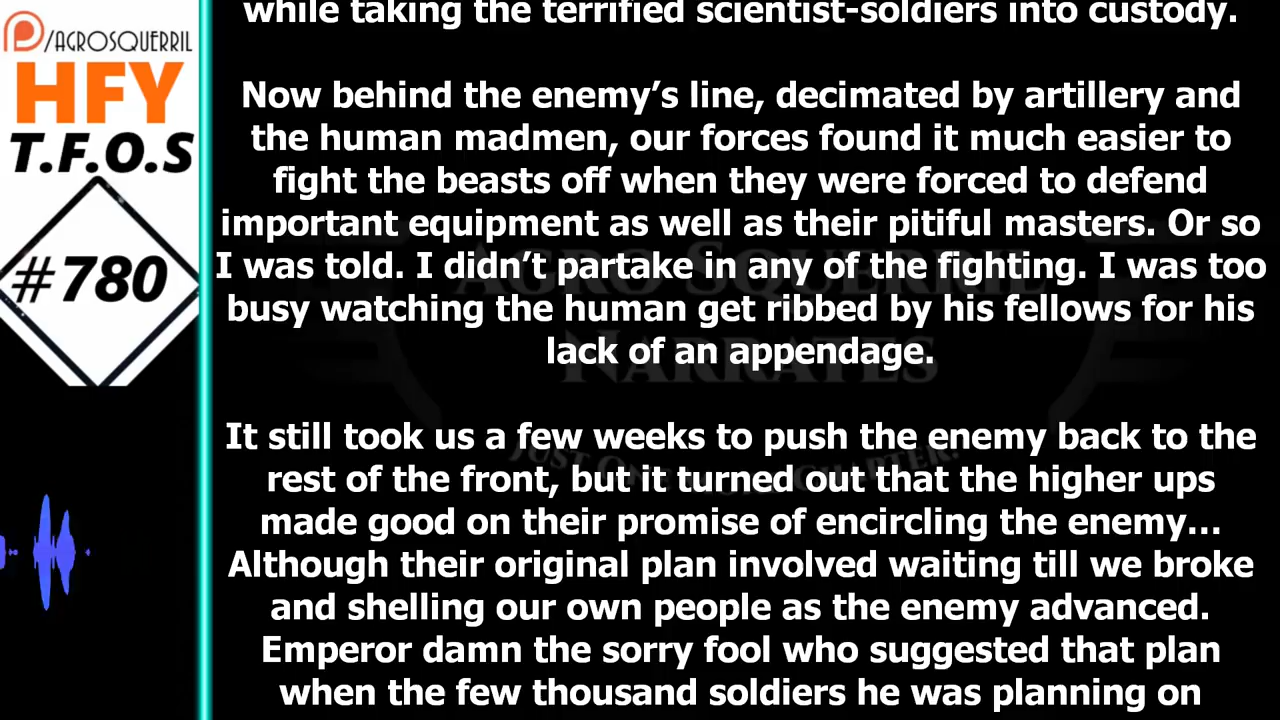 /AGROSQUERRIL
HFY
T.F.O.S
#780
while taking the terrified scientist-soldiers into custody.
Now behind the enemy’s line, decimated by artillery and
the human madmen, our forces found it much easier to
fight the beasts off when they were forced to defend
important equipment as well as their pitiful masters. Or so
I was told. I didn’t partake in any of the fighting. I was too
busy watching the human get ribbed by his fellows for his
lack of an appendage.
It still took us a few weeks to push the enemy back to the
rest of the front, but it turned out that the higher ups
made good on their promise of encircling the enemy…
Although their original plan involved waiting till we broke
and shelling our own people as the enemy advanced.
Emperor damn the sorry fool who suggested that plan
when the few thousand soldiers he was planning on
AGRO SQUERRIL
NARRATES